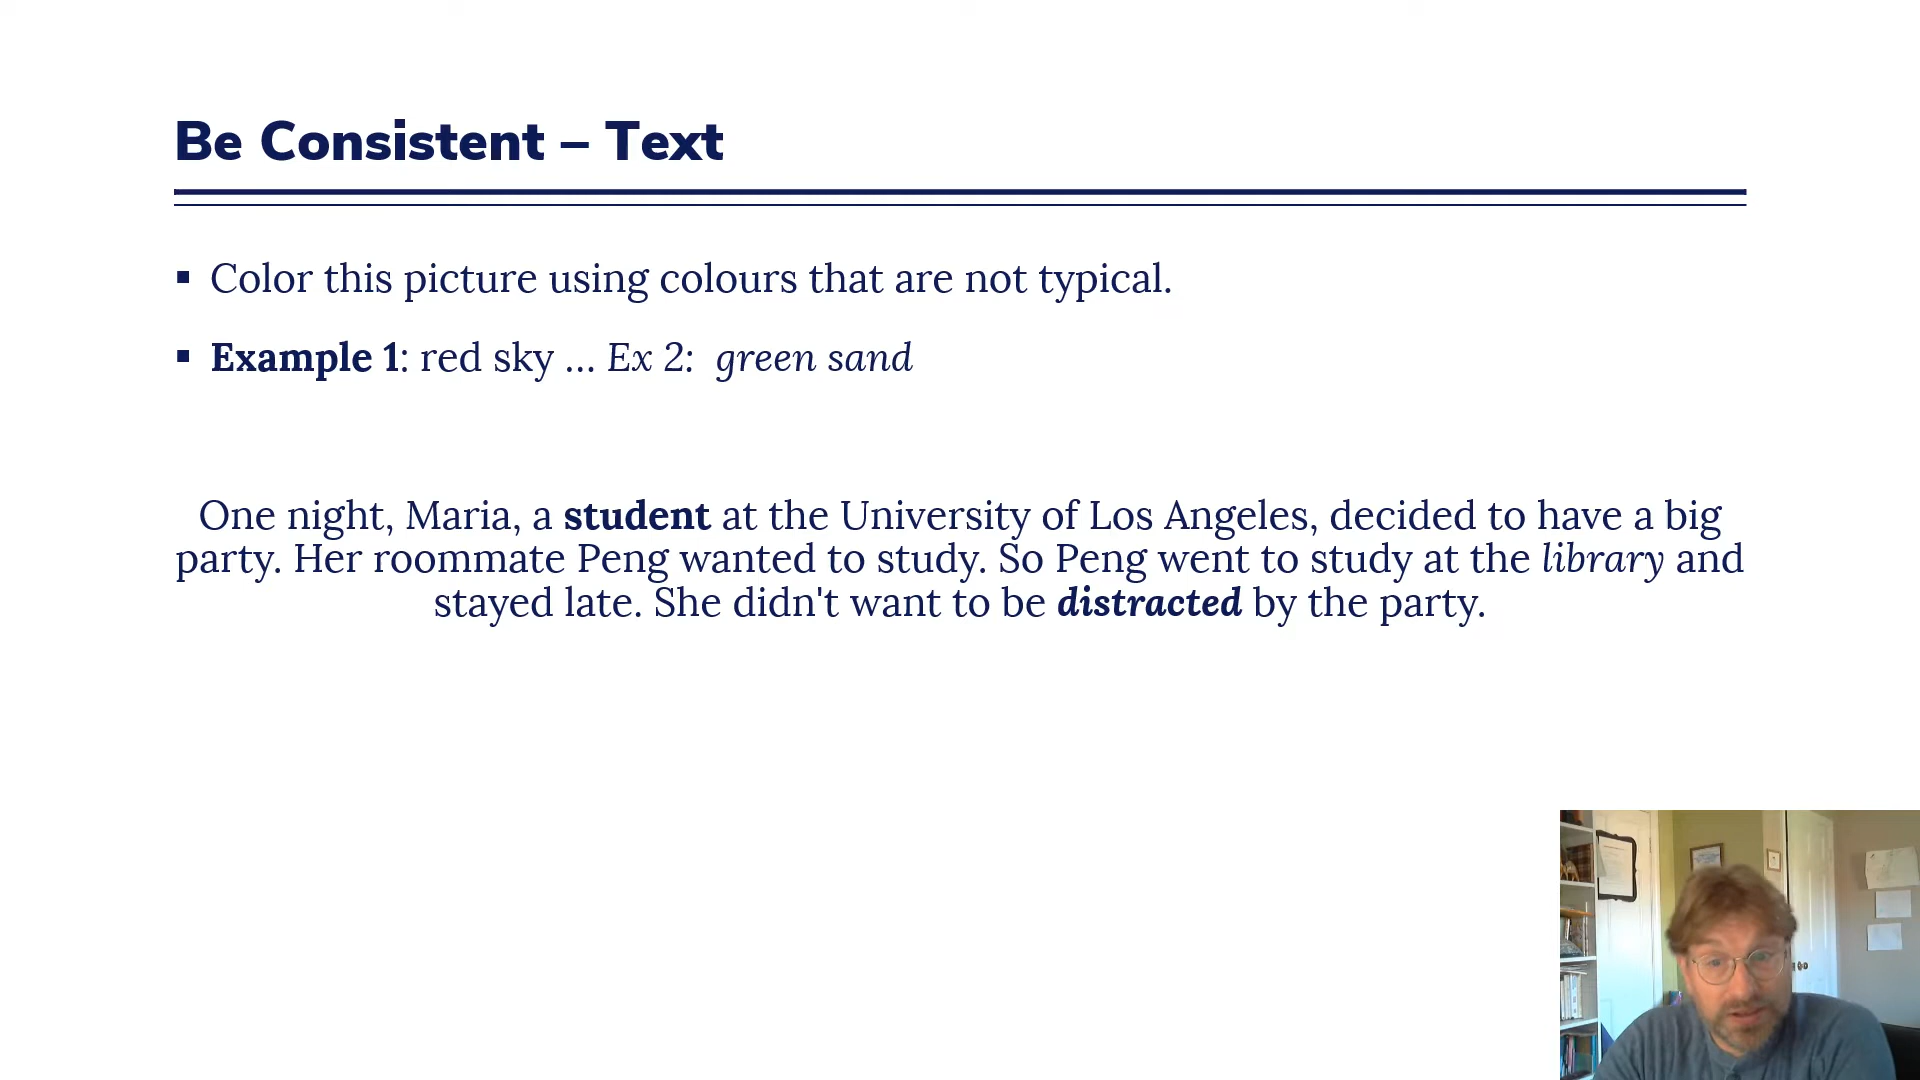 Be Consistent – Text
▪ Color this picture using colours that are not typical.
▪ Example 1: red sky … Ex 2:  green sand
One night, Maria, a student at the University of Los Angeles, decided to have a big
party. Her roommate Peng wanted to study. So Peng went to study at the library and
stayed late. She didn't want to be distracted by the party.